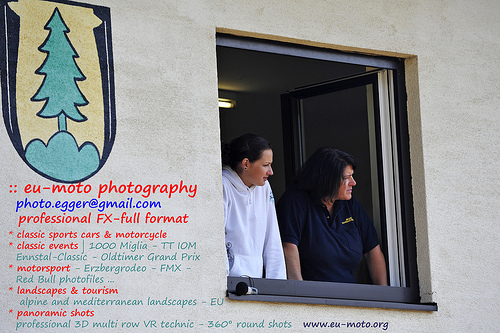 :: eu-moto photography
photo.egger@gmail.com
professional FX-full format
* classic sports cars & motorcycle
* classic events | 1000 Miglia - TT IOM
Ennstal-Classic - Oldtimer Grand Prix
* motorsport - Erzbergrodeo - FMX -
Red Bull photofiles ...
* landscapes & tourism
alpine and mediterranean landscapes - EU
* panoramic shots
professional 3D multi row VR technic - 360° round shots www.eu-moto.org